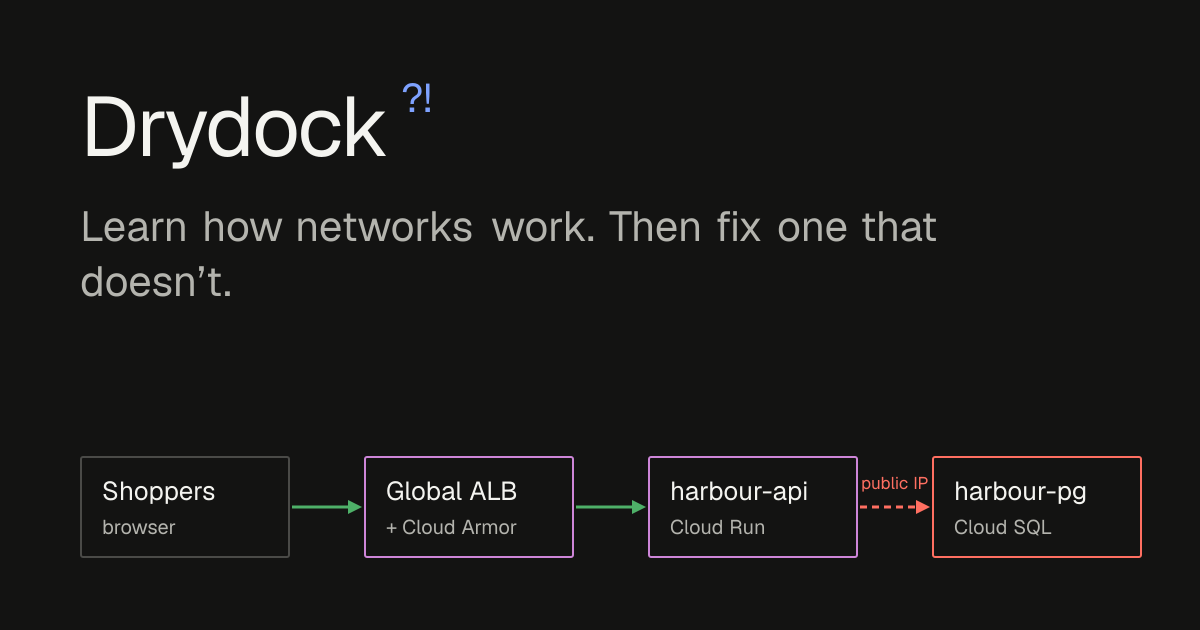 Drydock ?!
Learn how networks work. Then fix one that
doesn’t.
Shoppers
browser
Global ALB
+ Cloud Armor
harbour-api
Cloud Run
public IP
harbour-pg
Cloud SQL